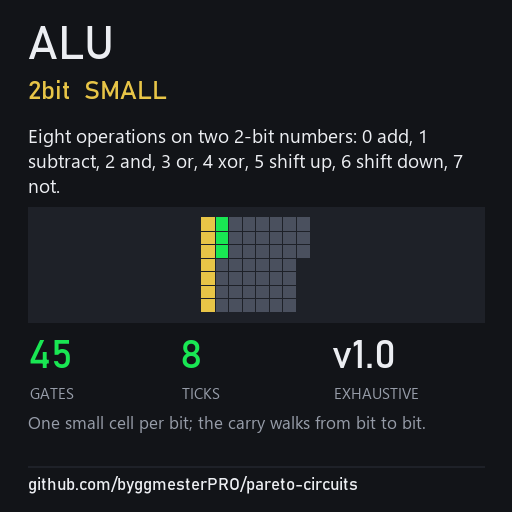 ALU
2bit SMALL
Eight operations on two 2-bit numbers: 0 add, 1
subtract, 2 and, 3 or, 4 xor, 5 shift up, 6 shift down, 7
not.
45 8 v1.0
GATES TICKS EXHAUSTIVE
One small cell per bit; the carry walks from bit to bit.
github.com/byggmesterPRO/pareto-circuits